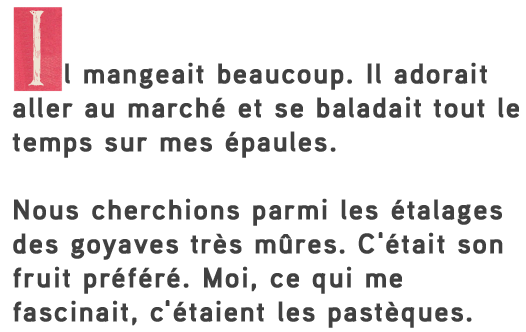 Il mangeait beaucoup. Il adorait
aller au marché et se baladait tout le
temps sur mes épaules.
Nous cherchions parmi les étalages
des goyaves très mûres. C'était son
fruit préféré. Moi, ce qui me
fascinait, c'étaient les pastèques.